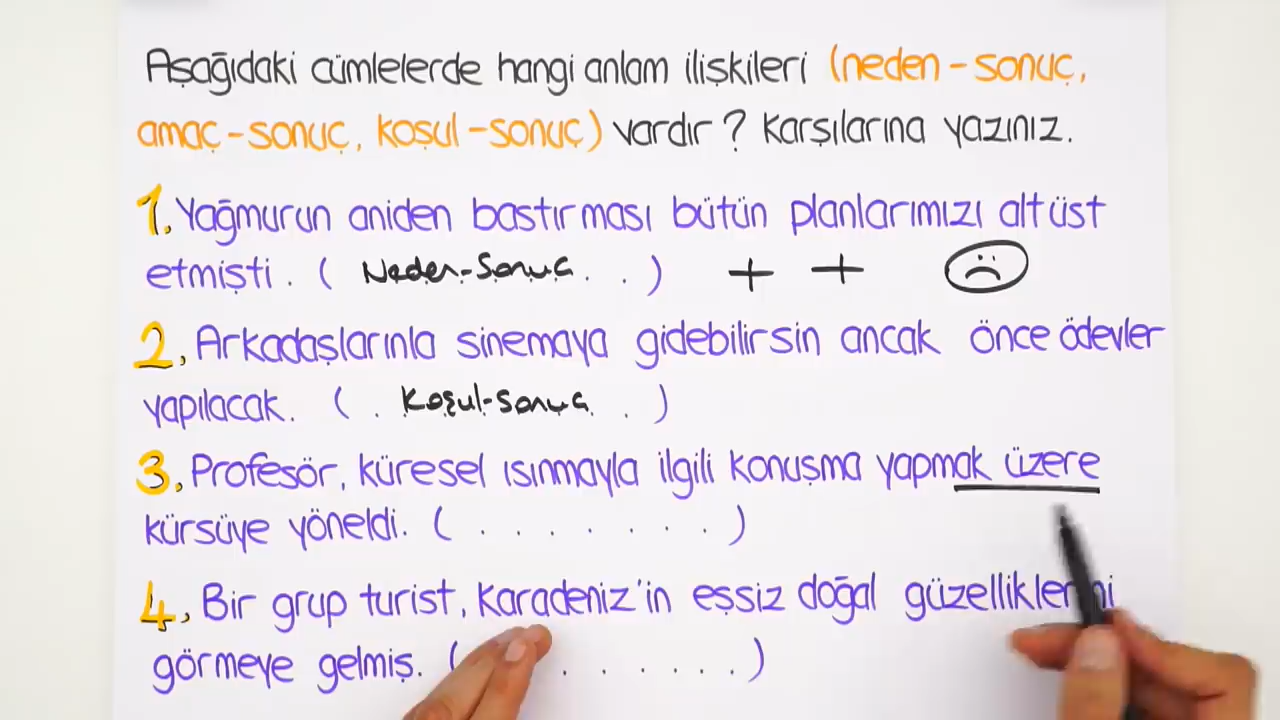 Aşağıdaki cümlelerde hangi anlam ilişkileri (neden - sonuç,
amaç - sonuç, koşul - sonuç) vardır? Karşılarına yazınız.
1. Yağmurun aniden bastırması bütün planlarımızı altüst
etmişti. ( Neden-Sonuç . . ) + +
2. Arkadaşlarınla sinemaya gidebilirsin ancak önce ödevler
yapılacak. ( . Koşul-Sonuç . )
3. Profesör, küresel ısınmayla ilgili konuşma yapmak üzere
kürsüye yöneldi. ( . . . . . . . )
4. Bir grup turist, Karadeniz'in eşsiz doğal güzelliklerini
görmeye gelmiş. ( . . . . . )